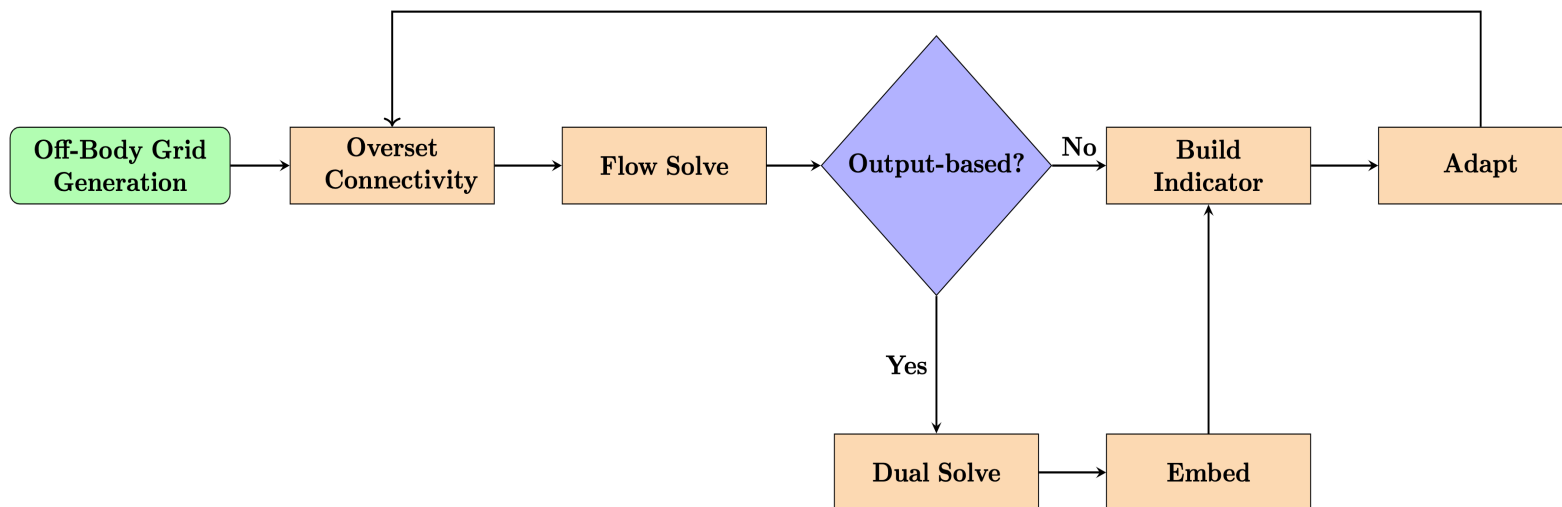 Off-Body Grid
Generation
Overset
Connectivity
Flow Solve
Output-based?
No
Build
Indicator
Adapt
Yes
Dual Solve
Embed